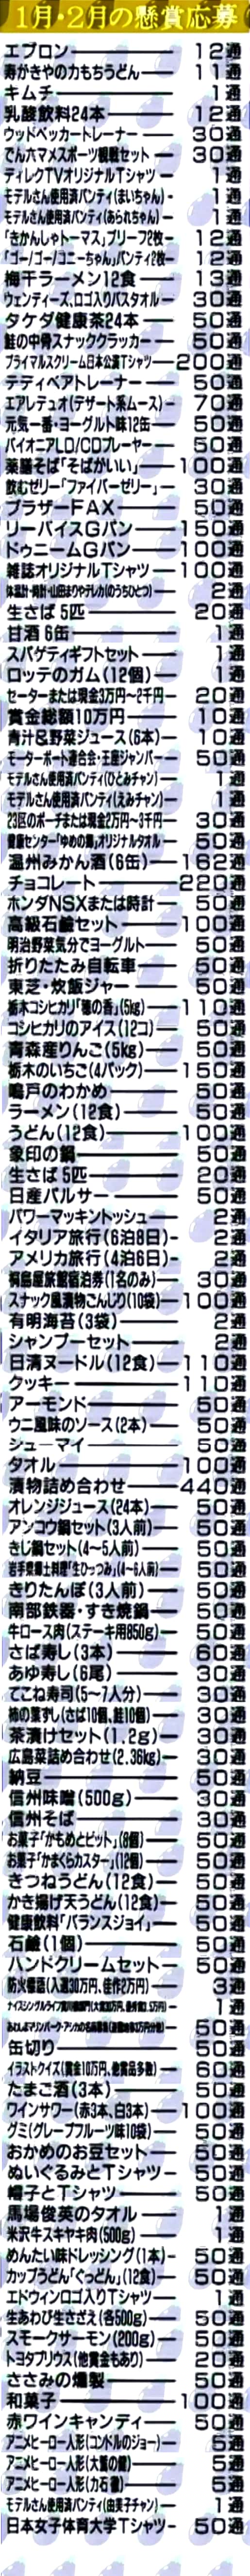 1月・2月の懸賞応募
エプロン 12通
寿がきやの力もちうどん 11通
キムチ 1通
乳酸飲料24本 12通
ウッドペッカートレーナー 30通
でん六マメスポーツ観戦セット 30通
ディレクTVオリジナルTシャツ 1通
モデルさん使用済パンティ(まいちゃん) 1通
モデルさん使用済パンティ(あられちゃん) 1通
「きかんしゃトーマス」ブリーフ2枚 12通
「ゴー!ゴー!コニーちゃん」パンティ2枚 12通
梅干ラーメン12食 13通
ウェンディーズ、ロゴ入りバスタオル 30通
タケダ健康茶24本 50通
鮭の中骨スナッククラッカー 50通
プライマルスクリーム日本公演Tシャツ 200通
テディベアトレーナー 50通
エアレデュオ(デザート系ムース) 70通
元気一番・ヨーグルト味12缶 50通
パイオニアLD/CDプレーヤー 50通
薬膳そば「そばがいい」 100通
飲むゼリー「ファイバーゼリー」 30通
ブラザーFAX 50通
リーバイスGパン 150通
ドゥニームGパン 100通
雑誌オリジナルTシャツ 100通
体温計・時計・山田まりやテレカ(のうちひとつ) 2通
生さば 5匹 20通
甘酒 6缶 1通
スパゲティギフトセット 1通
ロッテのガム(12個) 1通
セーターまたは現金3万円〜2千円 20通
賞金総額10万円 10通
青汁&野菜ジュース(6本) 10通
モーターボート連合会・王座ジャンパー 50通
モデルさん使用済パンティ(ひとみチャン) 1通
モデルさん使用済パンティ(えみチャン) 1通
23区のポーチまたは現金2万円〜3千円 30通
健康センター「ゆめの郷」オリジナルタオル 50通
温州みかん酒(6缶) 162通
チョコレート 220通
ホンダNSXまたは時計 50通
高級石鹸セット 100通
明治野菜気分でヨーグルト 50通
折りたたみ自転車 50通
東芝・炊飯ジャー 50通
栃木コシヒカリ「穂の香」(5kg) 110通
コシヒカリのアイス(12コ) 50通
青森産りんご(5kg) 50通
栃木のいちご(4パック) 150通
鳴戸のわかめ 50通
ラーメン(12食) 50通
うどん(12食) 100通
象印の鍋 50通
生さば 5匹 20通
日産パルサー 50通
パワーマッキントッシュ 2通
イタリア旅行(6泊8日) 2通
アメリカ旅行(4泊6日) 2通
桐島屋旅館宿泊券(1名のみ) 30通
スナック風漬物こんじり(10袋) 100通
有明海苔(3袋) 2通
シャンプーセット 2通
日清ヌードル(12食) 110通
クッキー 110通
アーモンド 50通
ウニ風味のソース(2本) 50通
シューマイ 50通
タオル 100通
漬物詰め合わせ 440通
オレンジジュース(24本) 50通
アンコウ鍋セット(3人前) 50通
きじ鍋セット(4〜5人前) 50通
岩手県郷土料理「生ひっつみ」(4〜6人前) 50通
きりたんぽ(3人前) 50通
南部鉄器・すき焼鍋 50通
牛ロース肉(ステーキ用850g) 50通
さば寿し(3本) 60通
あゆ寿し(6尾) 30通
てこね寿司(5〜7人分) 30通
柿の葉ずし(さば10個、鮭10個) 30通
茶漬けセット(1.2g) 30通
広島菜詰め合わせ(2.36kg) 30通
納豆 50通
信州味噌(500g) 30通
信州そば 30通
お菓子「かもめとピット」(8個) 50通
お菓子「かまくらカスター」(12個) 50通
きつねうどん(12食) 50通
かき揚げ天うどん(12食) 50通
健康飲料「バランスジョイ」 50通
石鹸(1個) 50通
ハンドクリームセット 50通
防火標語(入選30万円、佳作2万円) 3通
1通
50通
缶切り 50通
イラストクイズ(賞金10万円、他賞品多数) 63通
たまご酒(3本) 50通
ワインサワー(赤3本、白3本) 100通
グミ(グレープフルーツ味10袋) 50通
おかめのお豆セット 50通
ぬいぐるみとTシャツ 50通
帽子とTシャツ 50通
馬場俊英のタオル 1通
米沢牛スキヤキ肉(500g) 1通
めんたい味ドレッシング(1本) 50通
カップうどん「ぐっどん」(12食) 50通
エドウィンロゴ入りTシャツ 1通
生あわび生さざえ(各500g) 50通
スモークサーモン(200g) 50通
トヨタプリウス(他賞金もあり) 20通
ささみの燻製 50通
和菓子 100通
赤ワインキャンディ 50通
アニメヒーロー人形(コンドルのジョー) 5通
アニメヒーロー人形(大鷲の健) 5通
アニメヒーロー人形(力石徹) 5通
モデルさん使用済パンティ(由美子チャン) 1通
日本女子体育大学Tシャツ 50通